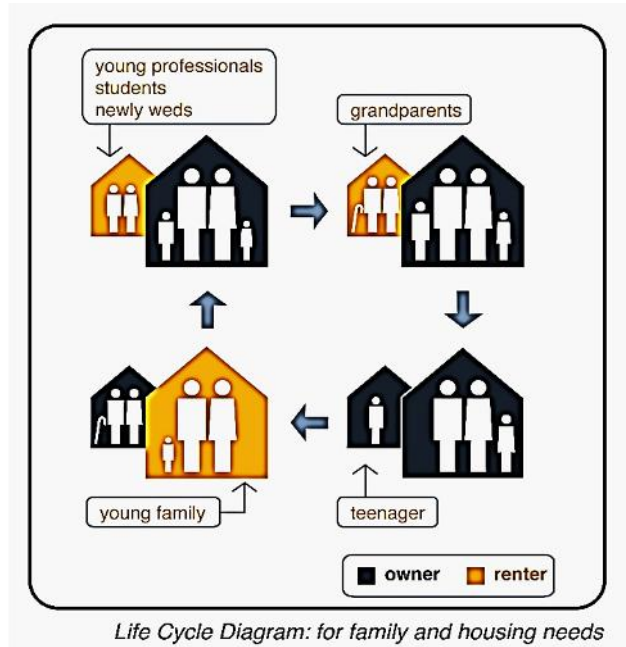 young professionals
students
newly weds
grandparents
young family
teenager
owner
renter
Life Cycle Diagram: for family and housing needs